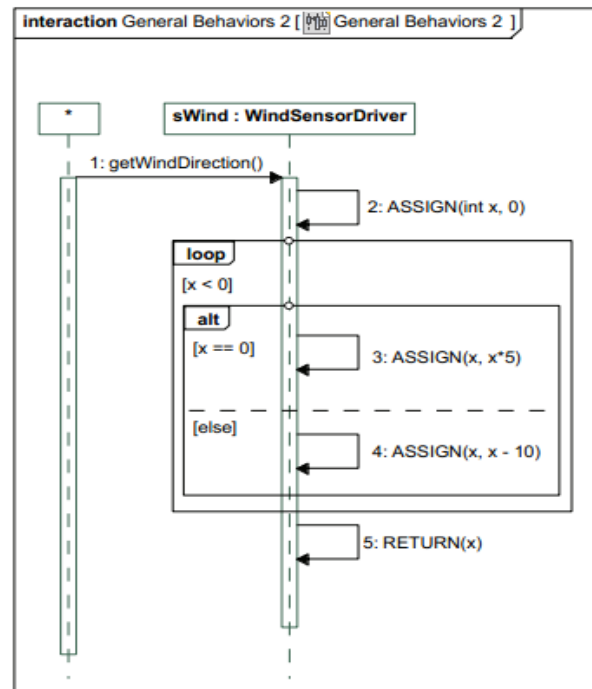 interaction General Behaviors 2 [ General Behaviors 2 ]
*
sWind : WindSensorDriver
1: getWindDirection()
2: ASSIGN(int x, 0)
loop
[x < 0]
alt
[x == 0]
3: ASSIGN(x, x*5)
[else]
4: ASSIGN(x, x - 10)
5: RETURN(x)